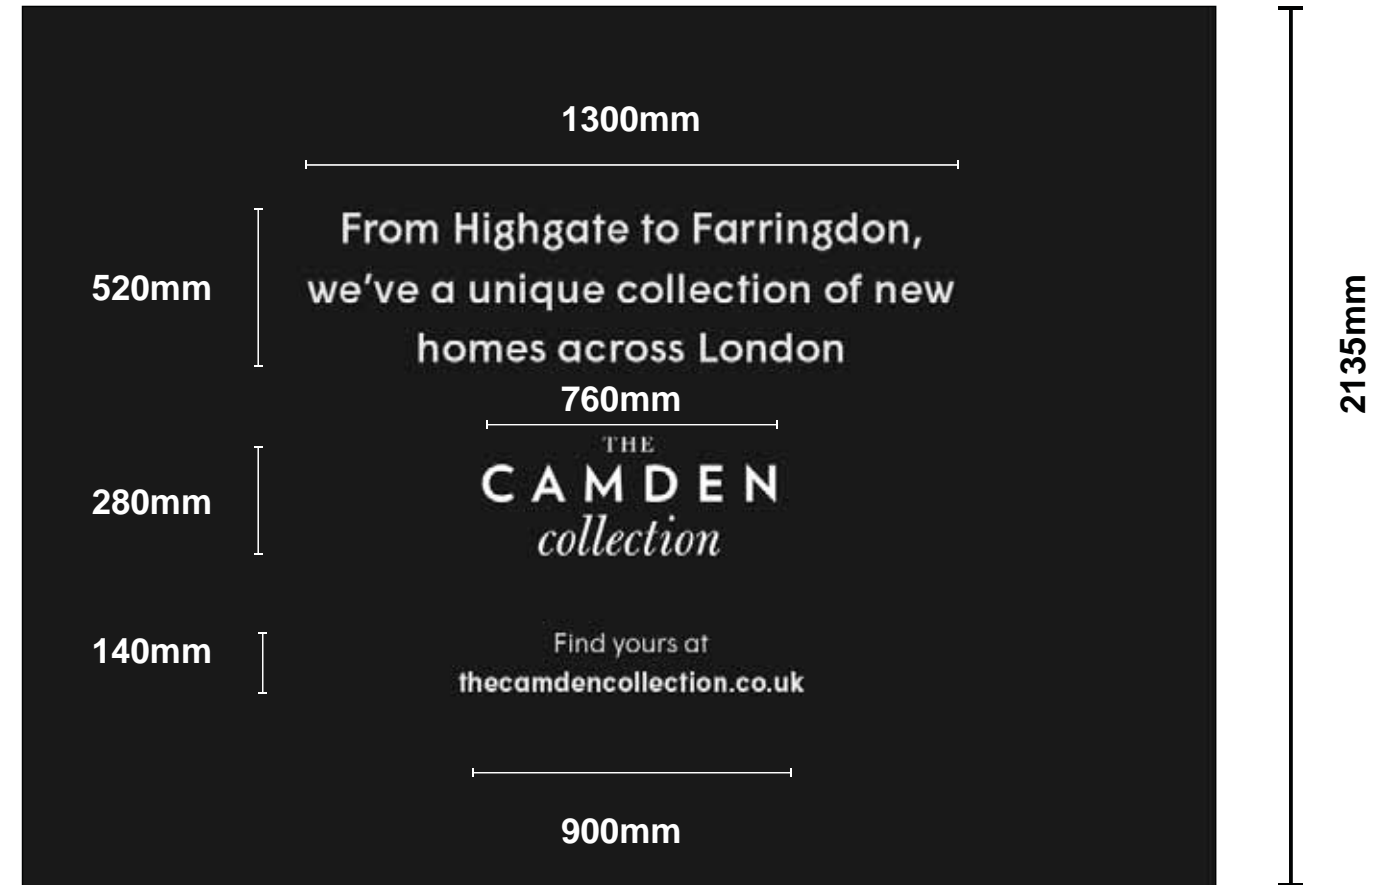 1300mm
From Highgate to Farringdon,
520mm
we’ve a unique collection of new
homes across London
2135mm
760mm
THE
CAMDEN
280mm
collection
Find yours at
140mm
thecamdencollection.co.uk
900mm